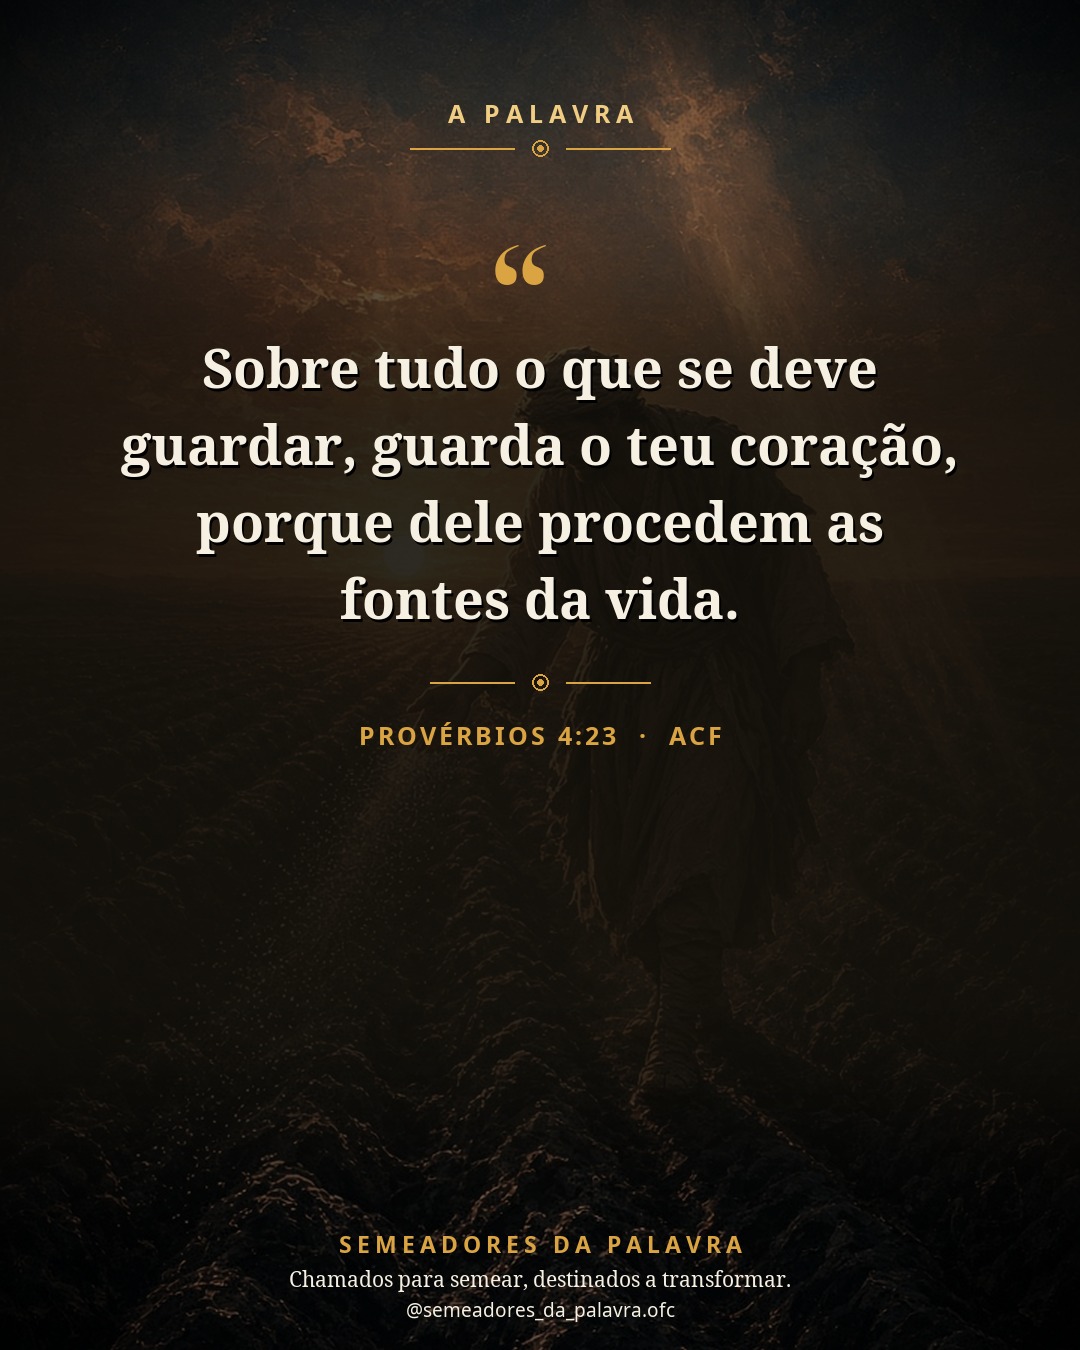 A PALAVRA
“
Sobre tudo o que se deve
guardar, guarda o teu coração,
porque dele procedem as
fontes da vida.
PROVÉRBIOS 4:23 · ACF
SEMEADORES DA PALAVRA
Chamados para semear, destinados a transformar.
@semeadores_da_palavra.ofc